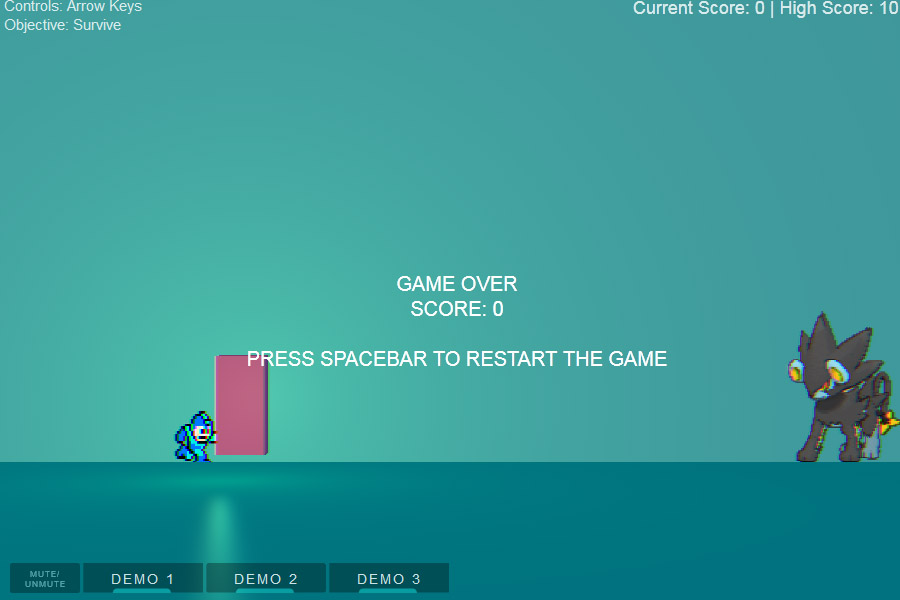 Controls: Arrow Keys
Objective: Survive
Current Score: 0 | High Score: 10
GAME OVER
SCORE: 0
PRESS SPACEBAR TO RESTART THE GAME
MUTE/
UNMUTE
DEMO 1
DEMO 2
DEMO 3